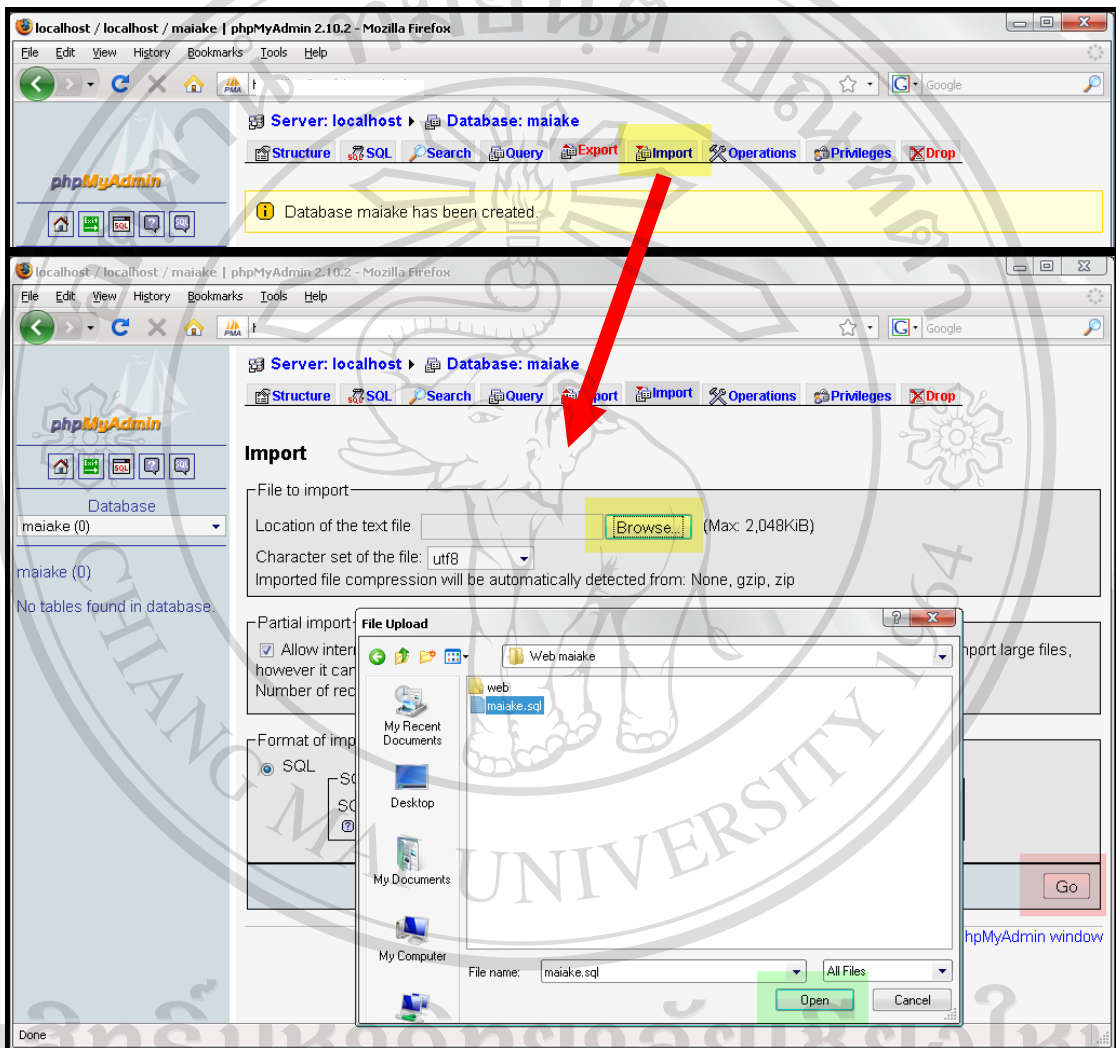 localhost / localhost / maiake | phpMyAdmin 2.10.2 - Mozilla Firefox
File Edit View History Bookmarks Tools Help
Google
Server: localhost Database: maiake
Structure SQL Search Query Export Import Operations Privileges Drop
phpMyAdmin
Database maiake has been created.
localhost / localhost / maiake | phpMyAdmin 2.10.2 - Mozilla Firefox
File Edit View History Bookmarks Tools Help
Google
Server: localhost Database: maiake
Structure SQL Search Query Export Import Operations Privileges Drop
phpMyAdmin
Import
File to import
Database
maiake (0)
Location of the text file Browse... (Max: 2,048KiB)
Character set of the file: utf8
maiake (0)
Imported file compression will be automatically detected from: None, gzip, zip
No tables found in database.
Partial import
File Upload
Allow inter
Web maiake
mport large files,
however it car
Number of rec
web
maiake.sql
My Recent
Documents
Format of imp
SQL
Desktop
My Documents
Go
hpMyAdmin window
My Computer
File name: maiake.sql All Files
Open Cancel
Done
CHIANG MAI UNIVERSITY 1964